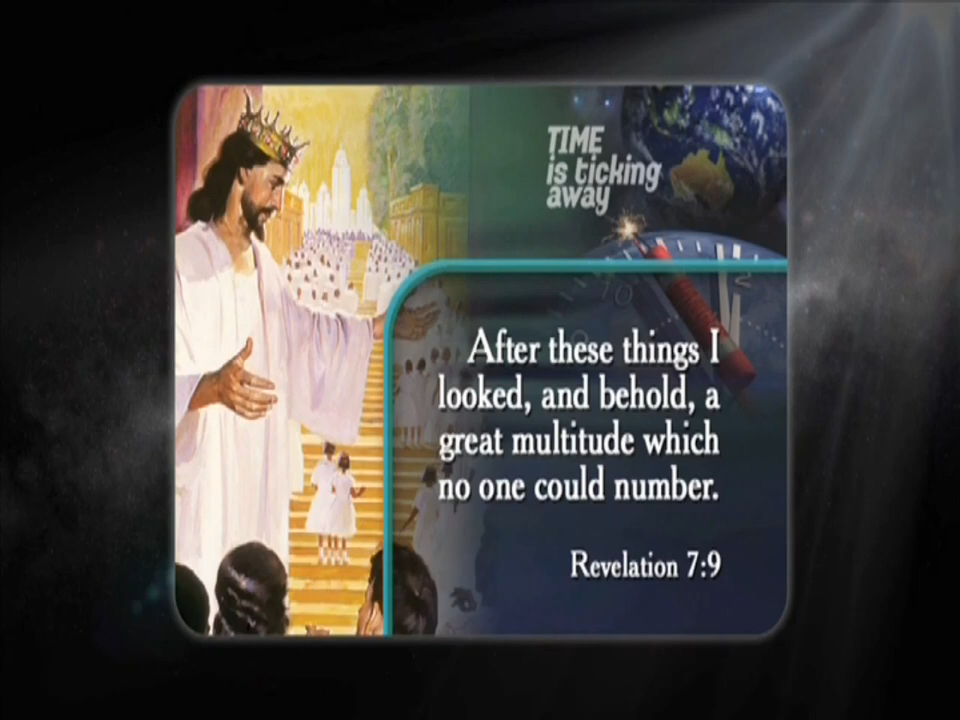 TIME
is ticking
away
After these things I
looked, and behold, a
great multitude which
no one could number.
Revelation 7:9